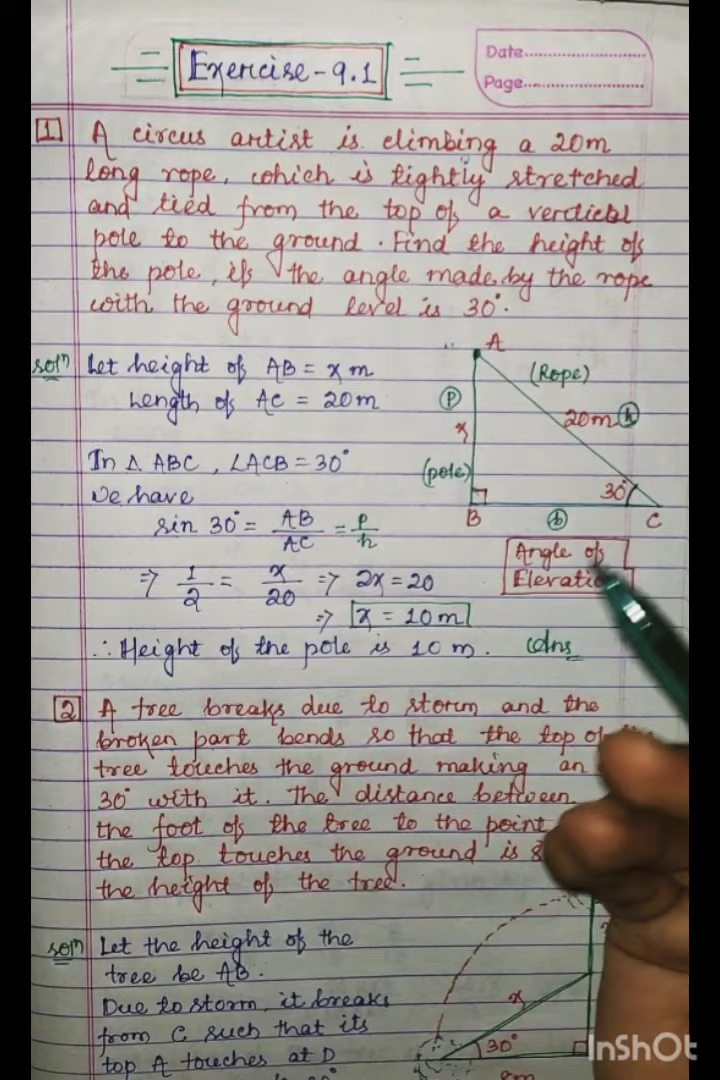 Exercise-9.1
Date
Page
1 A circus artist is climbing a 20m
long rope, which is tightly stretched
and tied from the top of a verticbl
pole to the ground. Find the height of
the pole, if the angle made by the rope
with the ground level is 30°.
Solⁿ Let height of AB = x m
Length of AC = 20m
In △ ABC, ∠ACB = 30°
We have
sin 30° = AB/AC = p/h
⇒ 1/2 = x/20 ⇒ 2x = 20
⇒ x = 10m
∴ Height of the pole is 10 m. Ans
A
(Rope)
p
20m h
x
(pole)
30°
B b C
Angle of
Elevatio
2 A tree breaks due to storm and the
broken part bends so that the top of
tree touches the ground making an
30° with it. The distance between
the foot of the tree to the point
the top touches the ground is 8
the height of the tree.
Solⁿ Let the height of the
tree be AB.
Due to storm, it breaks
from C such that its
top A touches at D
x
30°
8m
InShOt